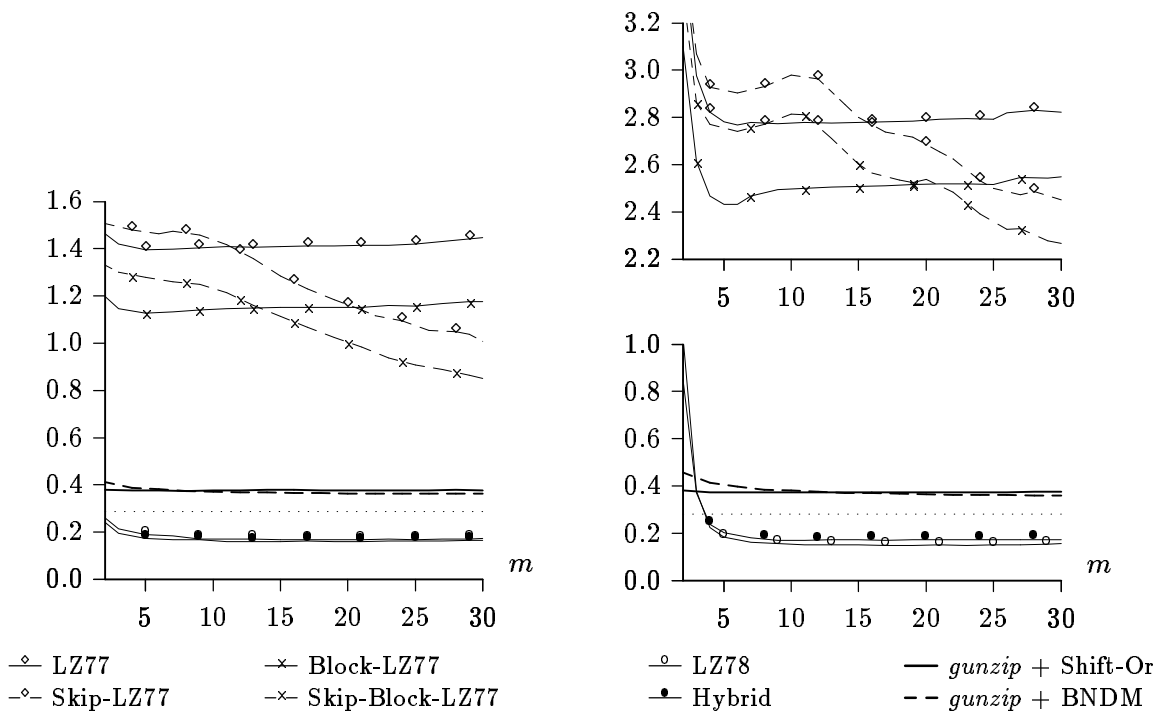 1.6
1.4
1.2
1.0
0.8
0.6
0.4
0.2
0.0
5 10 15 20 25 30
m
3.2
3.0
2.8
2.6
2.4
2.2
5 10 15 20 25 30
1.0
0.8
0.6
0.4
0.2
0.0
5 10 15 20 25 30
m
LZ77 Block-LZ77
Skip-LZ77 Skip-Block-LZ77
LZ78 gunzip + Shift-Or
Hybrid gunzip + BNDM